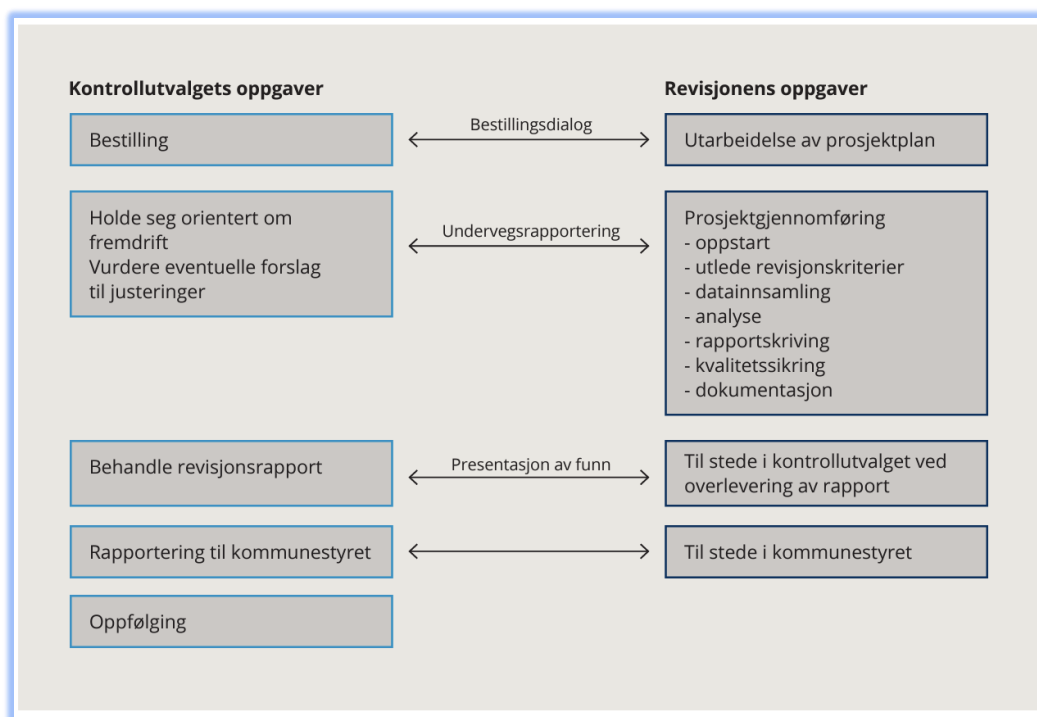 Kontrollutvalgets oppgaver
Revisjonens oppgaver
Bestilling
Bestillingsdialog
Utarbeidelse av prosjektplan
Holde seg orientert om
fremdrift
Vurdere eventuelle forslag
til justeringer
Undervegsrapportering
Prosjektgjennomføring
- oppstart
- utlede revisjonskriterier
- datainnsamling
- analyse
- rapportskriving
- kvalitetssikring
- dokumentasjon
Behandle revisjonsrapport
Presentasjon av funn
Til stede i kontrollutvalget ved
overlevering av rapport
Rapportering til kommunestyret
Til stede i kommunestyret
Oppfølging